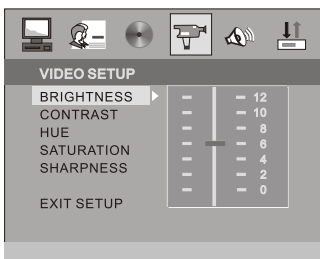 VIDEO SETUP
BRIGHTNESS
CONTRAST
HUE
SATURATION
SHARPNESS
EXIT SETUP
12
10
8
6
4
2
0